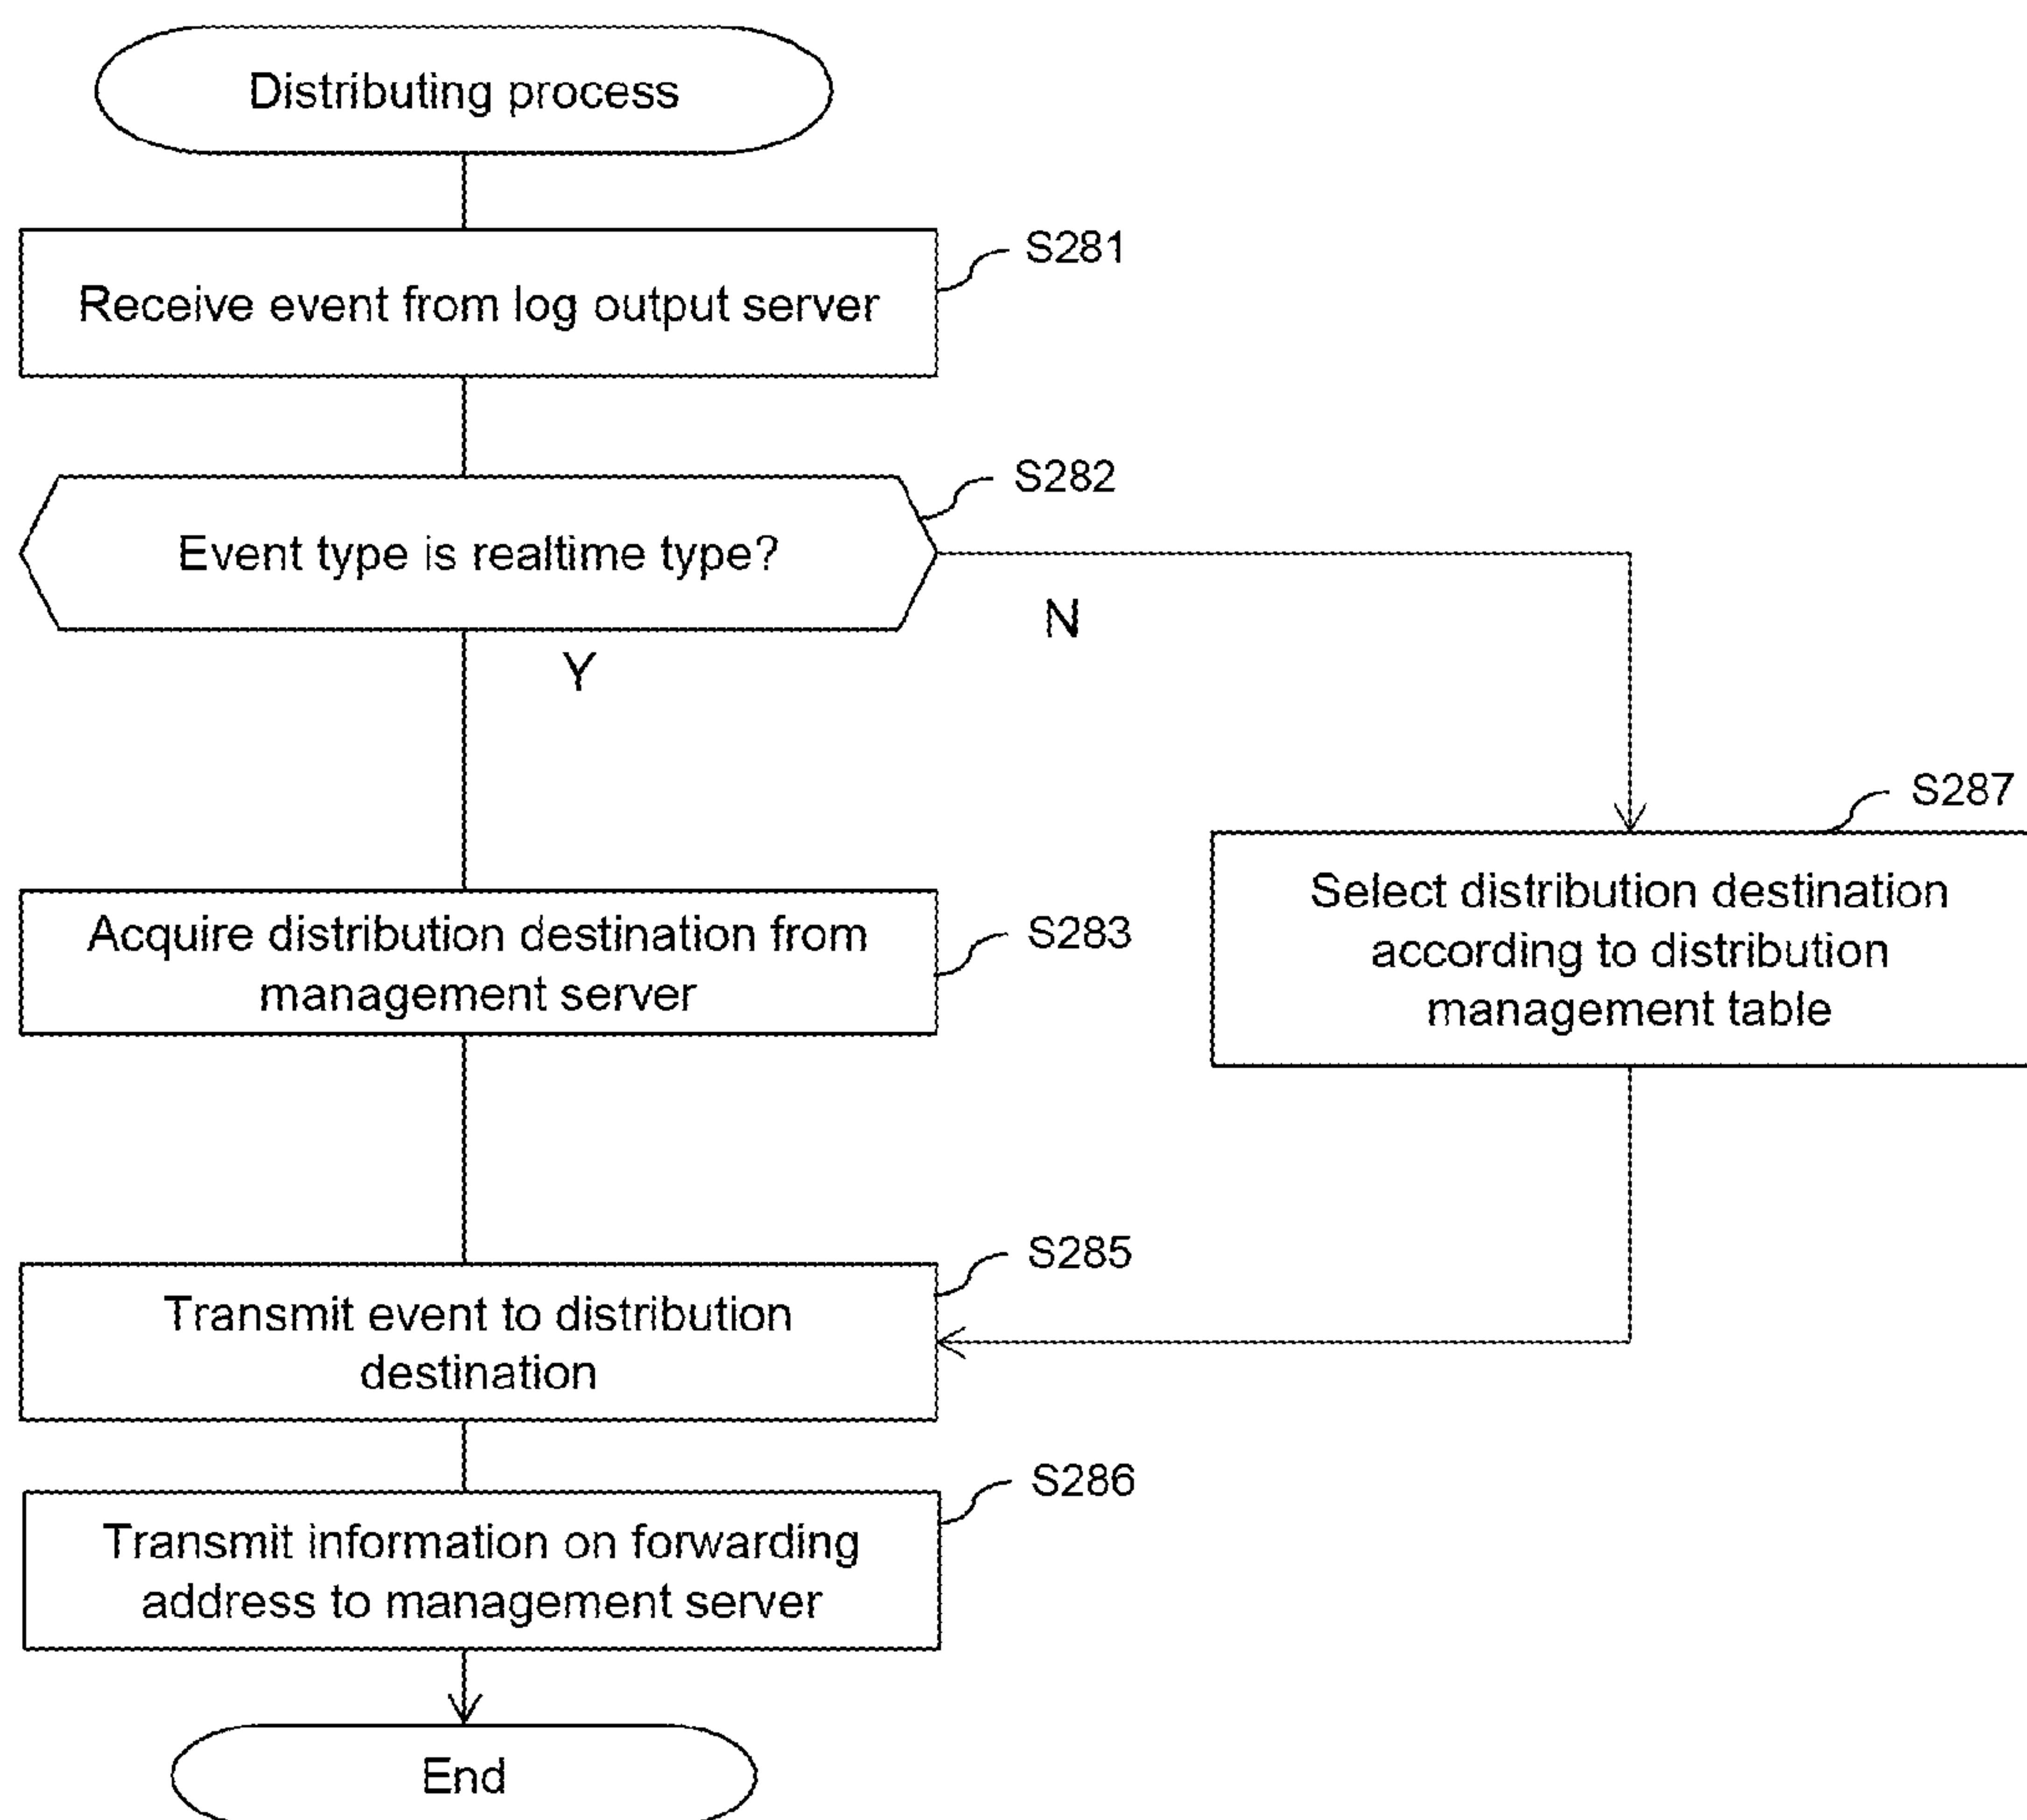 Distributing process
S281
Receive event from log output server
S282
Event type is realtime type?
N
Y
S287
Select distribution destination
according to distribution
management table
S283
Acquire distribution destination from
management server
S285
Transmit event to distribution
destination
S286
Transmit information on forwarding
address to management server
End